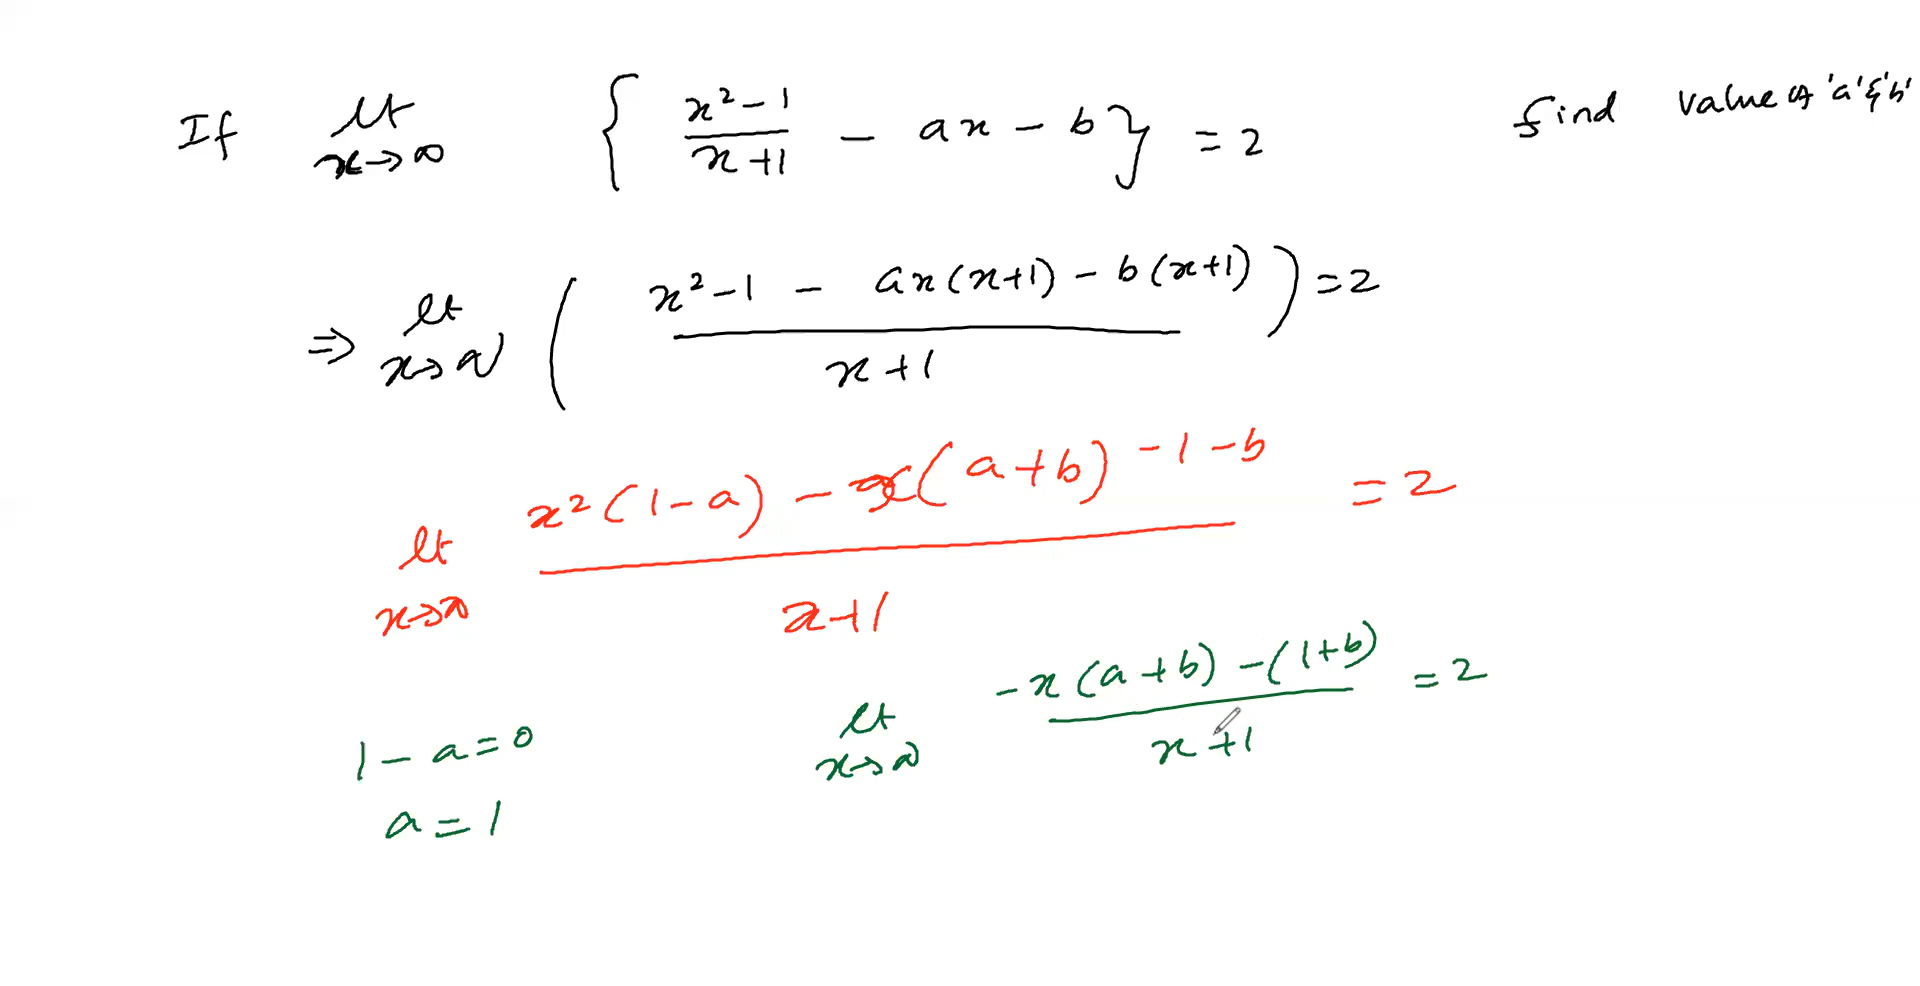 If lt x→∞ { (x²-1)/(x+1) - ax - b } = 2 find value of 'a' & 'b'
⇒ lt x→∞ ( (x²-1 - ax(x+1) - b(x+1))/(x+1) ) = 2
lt x→∞ (x²(1-a) - x(a+b) -1-b)/(x+1) = 2
1-a=0 lt x→∞ (-x(a+b) -(1+b))/(x+1) = 2
a=1